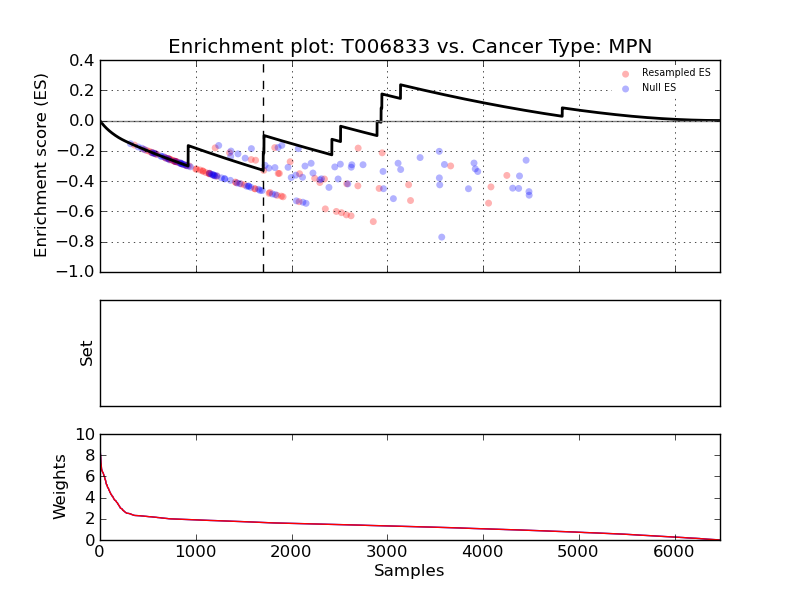 Enrichment plot: T006833 vs. Cancer Type: MPN
0.4
0.2
0.0
−0.2
−0.4
−0.6
−0.8
−1.0
Enrichment score (ES)
Resampled ES
Null ES
Set
10
8
6
4
2
0
Weights
0 1000 2000 3000 4000 5000 6000
Samples